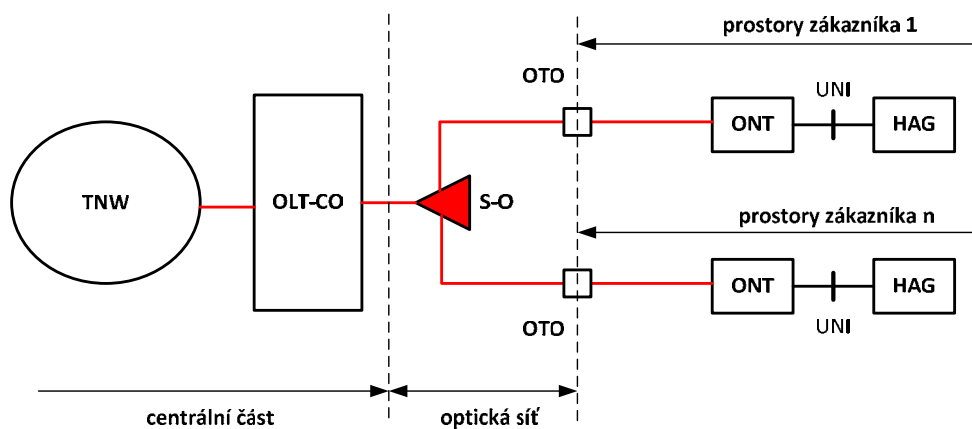 prostory zákazníka 1
OTO
UNI
ONT
HAG
TNW
OLT-CO
S-O
prostory zákazníka n
ONT
HAG
OTO
UNI
centrální část
optická síť